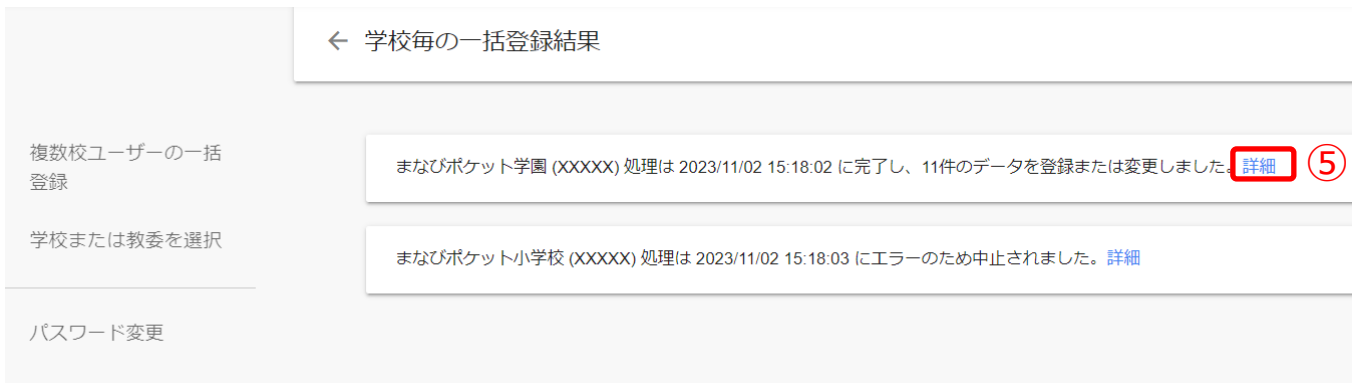 ← 学校毎の一括登録結果
複数校ユーザーの一括
登録
学校または教委を選択
パスワード変更
まなびポケット学園 (XXXXX) 処理は 2023/11/02 15:18:02 に完了し、11件のデータを登録または変更しました。詳細 ⑤
まなびポケット小学校 (XXXXX) 処理は 2023/11/02 15:18:03 にエラーのため中止されました。詳細